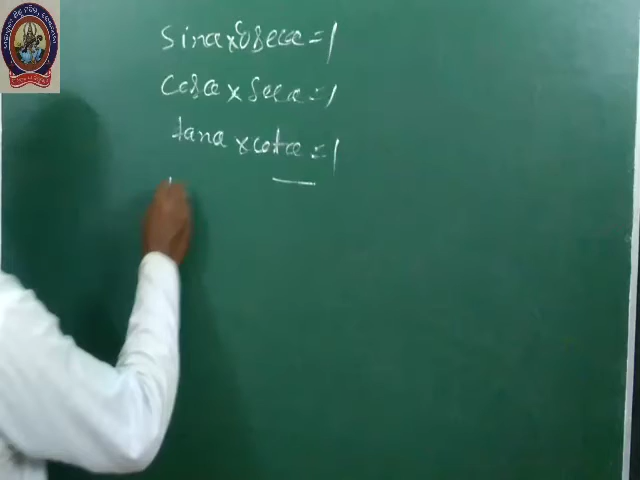 sinα × cosecα = 1
cosα × secα = 1
tanα × cotα = 1